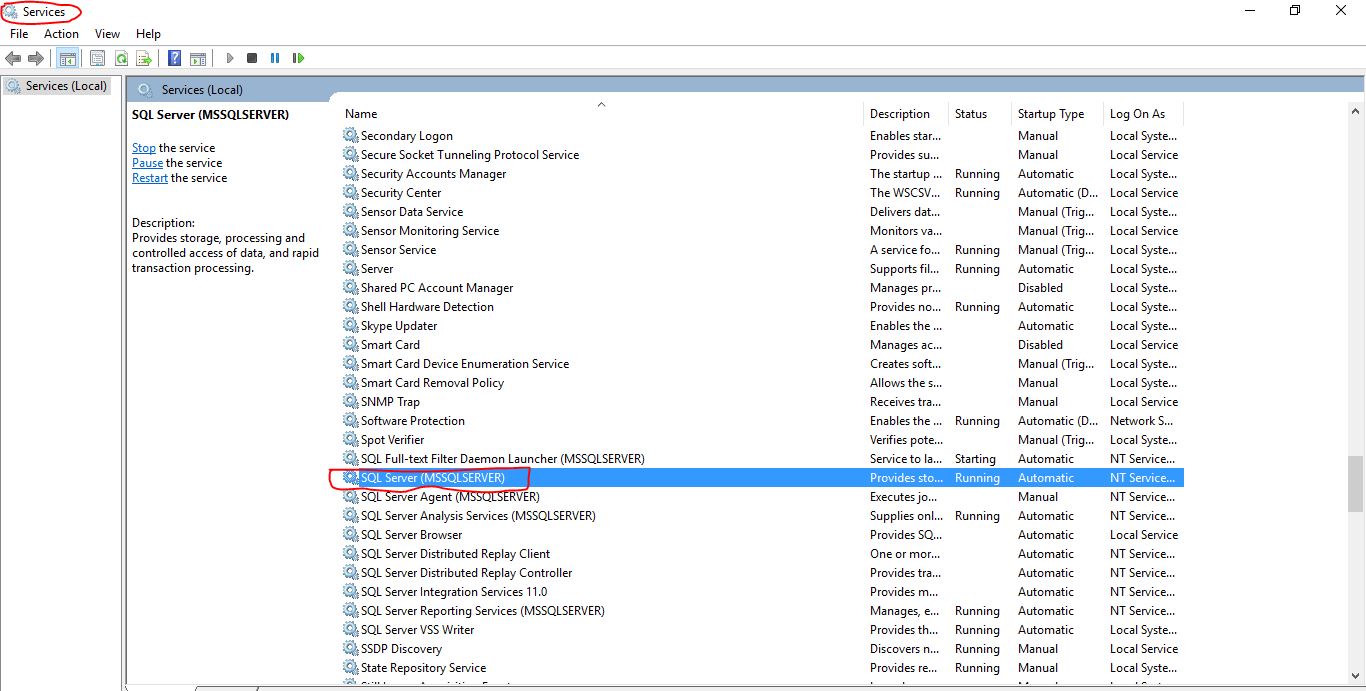 Services
File Action View Help
Services (Local)
Services (Local)
SQL Server (MSSQLSERVER)
Stop the service
Pause the service
Restart the service
Description:
Provides storage, processing and
controlled access of data, and rapid
transaction processing.
Name Description Status Startup Type Log On As
Secondary Logon Enables star... Manual Local Syste...
Secure Socket Tunneling Protocol Service Provides su... Manual Local Service
Security Accounts Manager The startup ... Running Automatic Local Syste...
Security Center The WSCSV... Running Automatic (D... Local Service
Sensor Data Service Delivers dat... Manual (Trig... Local Syste...
Sensor Monitoring Service Monitors va... Manual (Trig... Local Service
Sensor Service A service fo... Running Manual (Trig... Local Syste...
Server Supports fil... Running Automatic Local Syste...
Shared PC Account Manager Manages pr... Disabled Local Syste...
Shell Hardware Detection Provides no... Running Automatic Local Syste...
Skype Updater Enables the ... Automatic Local Syste...
Smart Card Manages ac... Disabled Local Service
Smart Card Device Enumeration Service Creates soft... Manual (Trig... Local Syste...
Smart Card Removal Policy Allows the s... Manual Local Syste...
SNMP Trap Receives tra... Manual Local Service
Software Protection Enables the ... Running Automatic (D... Network S...
Spot Verifier Verifies pote... Manual (Trig... Local Syste...
SQL Full-text Filter Daemon Launcher (MSSQLSERVER) Service to la... Starting Automatic NT Service...
SQL Server (MSSQLSERVER) Provides sto... Running Automatic NT Service...
SQL Server Agent (MSSQLSERVER) Executes jo... Manual NT Service...
SQL Server Analysis Services (MSSQLSERVER) Supplies onl... Running Automatic NT Service...
SQL Server Browser Provides SQ... Automatic Local Service
SQL Server Distributed Replay Client One or mor... Automatic NT Service...
SQL Server Distributed Replay Controller Provides tra... Automatic NT Service...
SQL Server Integration Services 11.0 Provides m... Automatic NT Service...
SQL Server Reporting Services (MSSQLSERVER) Manages, e... Running Automatic NT Service...
SQL Server VSS Writer Provides th... Running Automatic Local Syste...
SSDP Discovery Discovers n... Running Manual Local Service
State Repository Service Provides re... Running Manual Local Syste...